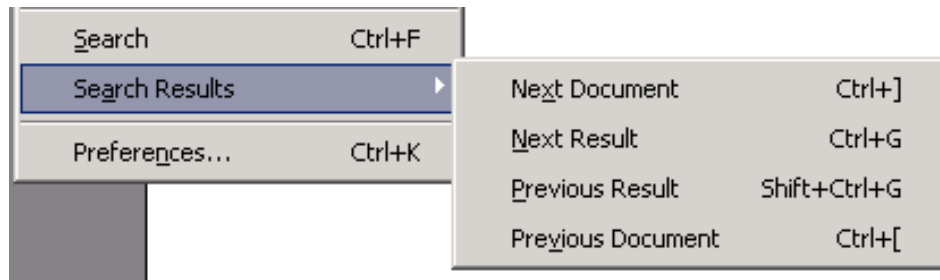 Search Ctrl+F
Search Results
Preferences... Ctrl+K
Next Document Ctrl+]
Next Result Ctrl+G
Previous Result Shift+Ctrl+G
Previous Document Ctrl+[